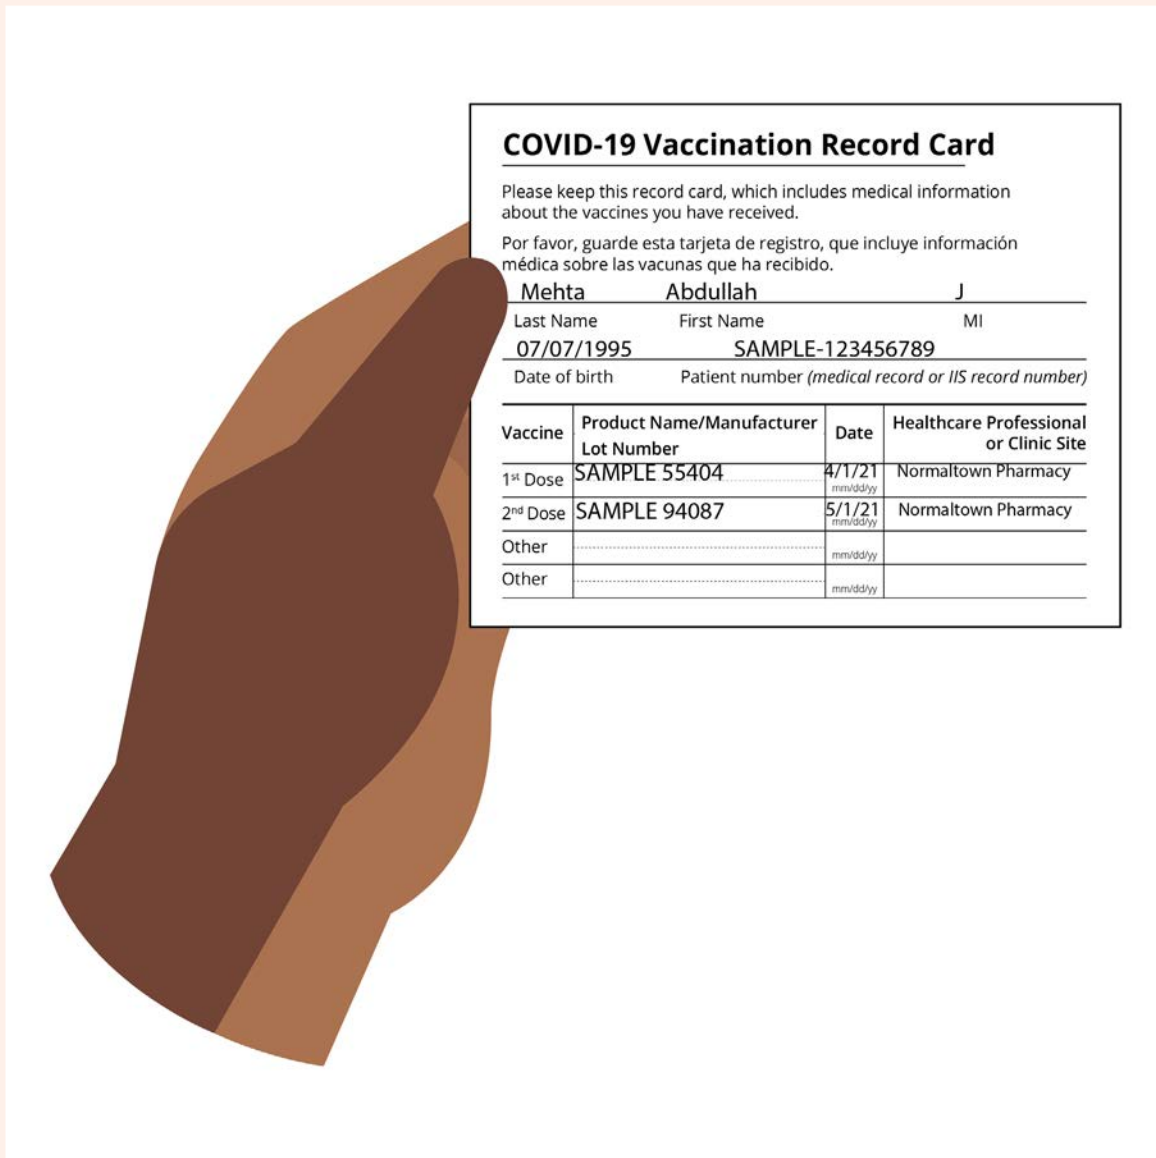 COVID-19 Vaccination Record Card
Please keep this record card, which includes medical information
about the vaccines you have received.
Por favor, guarde esta tarjeta de registro, que incluye información
médica sobre las vacunas que ha recibido.
Mehta Abdullah J
Last Name First Name MI
07/07/1995 SAMPLE-123456789
Date of birth Patient number (medical record or IIS record number)
Vaccine Product Name/Manufacturer Date Healthcare Professional
Lot Number or Clinic Site
1st Dose SAMPLE 55404 4/1/21 Normaltown Pharmacy
mm/dd/yy
2nd Dose SAMPLE 94087 5/1/21 Normaltown Pharmacy
mm/dd/yy
Other
mm/dd/yy
Other
mm/dd/yy